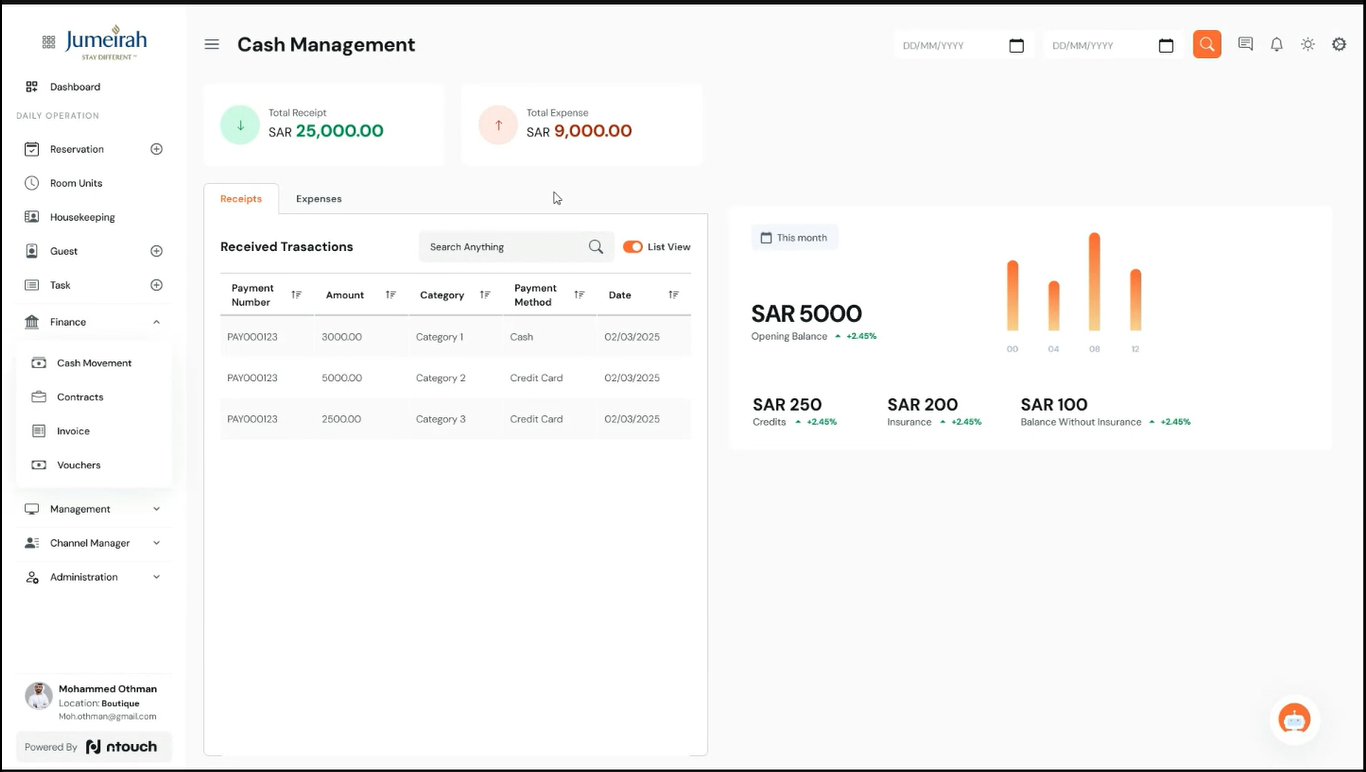 Jumeirah
STAY DIFFERENT ™
Dashboard
DAILY OPERATION
Reservation
Room Units
Housekeeping
Guest
Task
Finance
Cash Movement
Contracts
Invoice
Vouchers
Management
Channel Manager
Administration
Mohammed Othman
Location: Boutique
Moh.othman@gmail.com
Powered By ntouch
Cash Management
DD/MM/YYYY
DD/MM/YYYY
Total Receipt
SAR 25,000.00
Total Expense
SAR 9,000.00
Receipts
Expenses
Received Trasactions
Search Anything
List View
Payment
Number
Amount
Category
Payment
Method
Date
PAY000123 3000.00 Category 1 Cash 02/03/2025
PAY000123 5000.00 Category 2 Credit Card 02/03/2025
PAY000123 2500.00 Category 3 Credit Card 02/03/2025
This month
SAR 5000
Opening Balance +2.45%
00 04 08 12
SAR 250
Credits +2.45%
SAR 200
Insurance +2.45%
SAR 100
Balance Without Insurance +2.45%